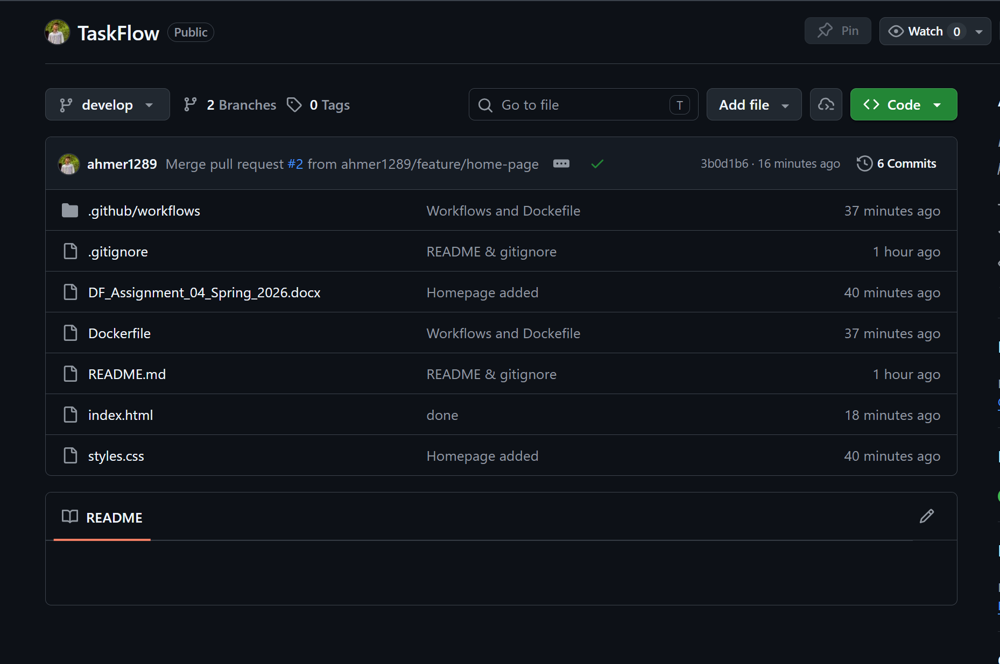 TaskFlow Public
Pin
Watch 0
develop
2 Branches
0 Tags
Go to file T
Add file
Code
ahmer1289 Merge pull request #2 from ahmer1289/feature/home-page
3b0d1b6 · 16 minutes ago
6 Commits
.github/workflows Workflows and Dockefile 37 minutes ago
.gitignore README & gitignore 1 hour ago
DF_Assignment_04_Spring_2026.docx Homepage added 40 minutes ago
Dockerfile Workflows and Dockefile 37 minutes ago
README.md README & gitignore 1 hour ago
index.html done 18 minutes ago
styles.css Homepage added 40 minutes ago
README